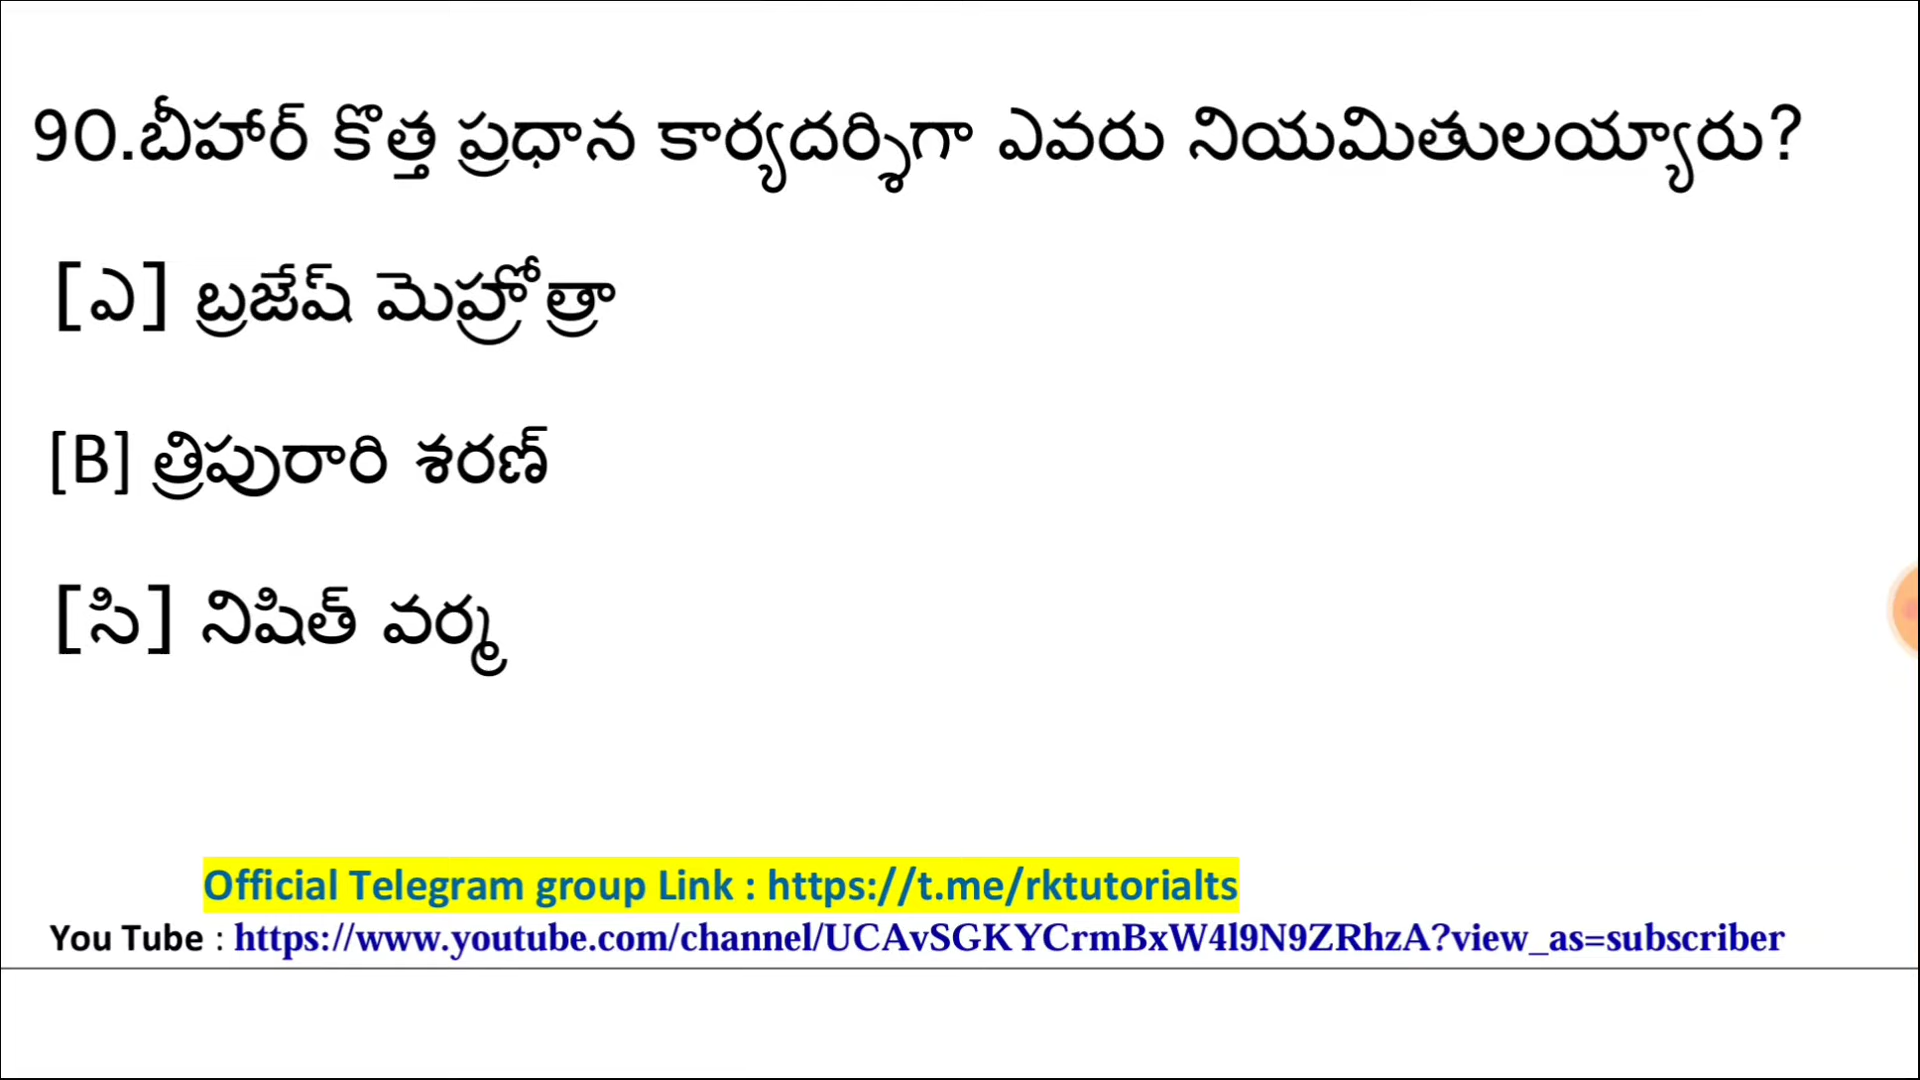 90.బీహార్ కొత్త ప్రధాన కార్యదర్శిగా ఎవరు నియమితులయ్యారు?
[ఎ] బ్రజేష్ మెహ్రోత్రా
[B] త్రిపురారి శరణ్
[సి] నిషిత్ వర్మ
Official Telegram group Link : https://t.me/rktutorialts
You Tube : https://www.youtube.com/channel/UCAvSGKYCrmBxW4l9N9ZRhzA?view_as=subscriber